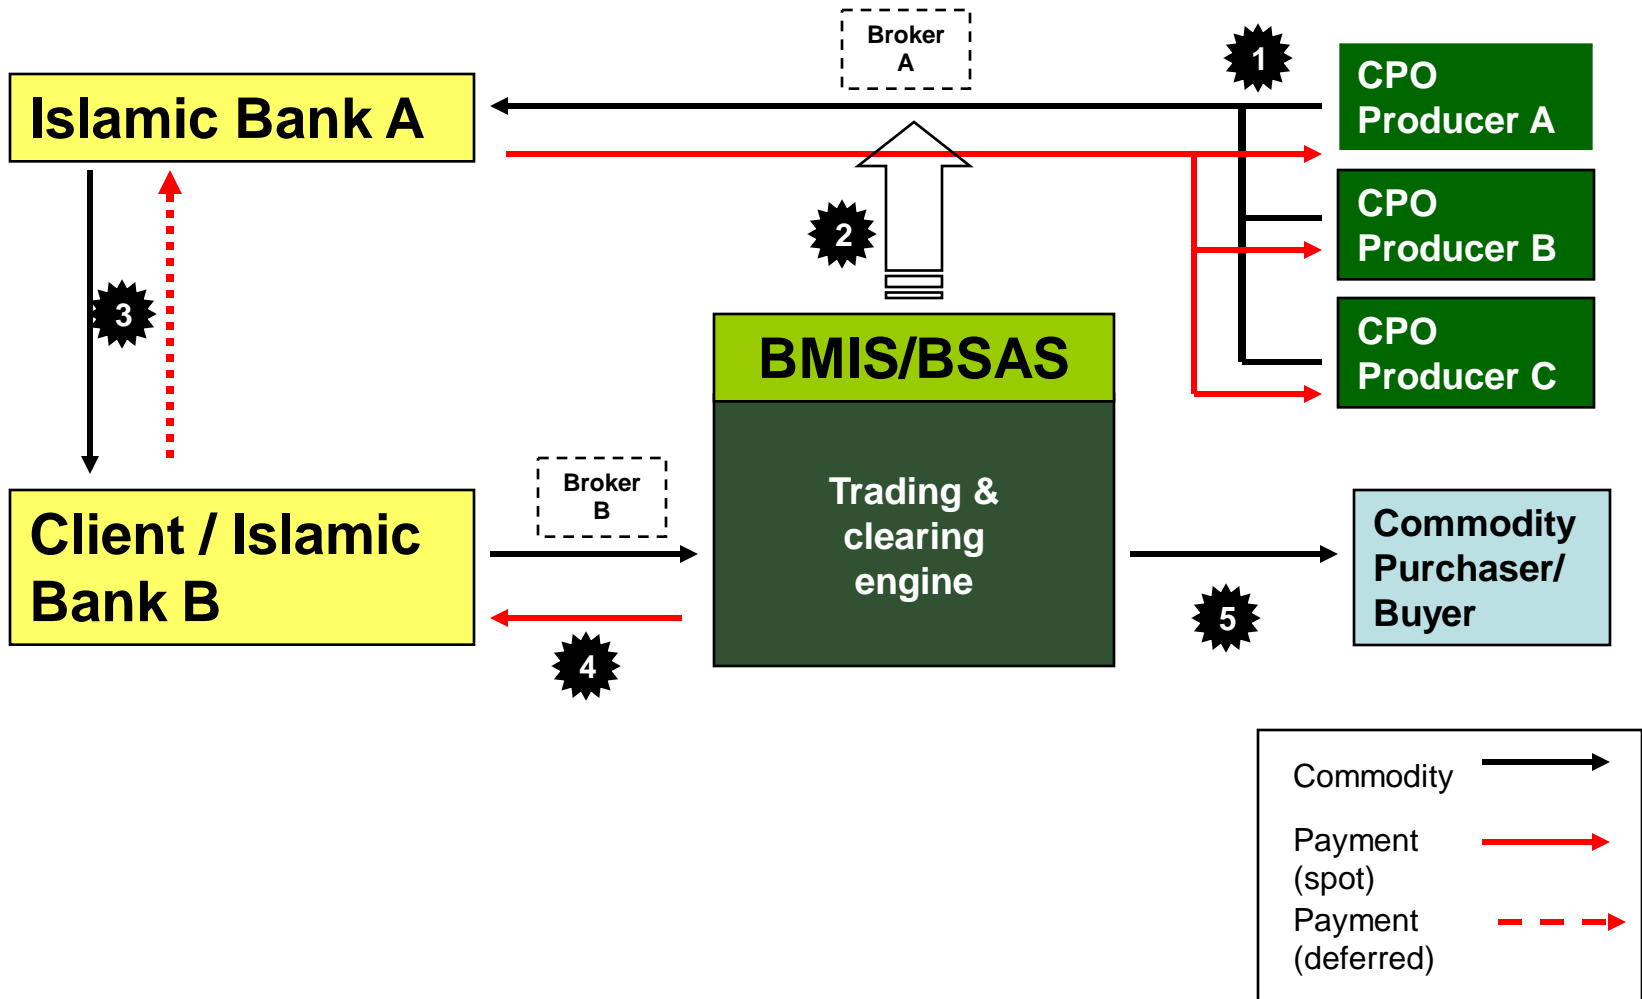 Broker
A
1
CPO
Producer A
Islamic Bank A
CPO
Producer B
2
3
CPO
Producer C
BMIS/BSAS
Broker
B
Trading &
clearing
engine
Client / Islamic
Bank B
Commodity
Purchaser/
Buyer
4
5
Commodity
Payment
(spot)
Payment
(deferred)